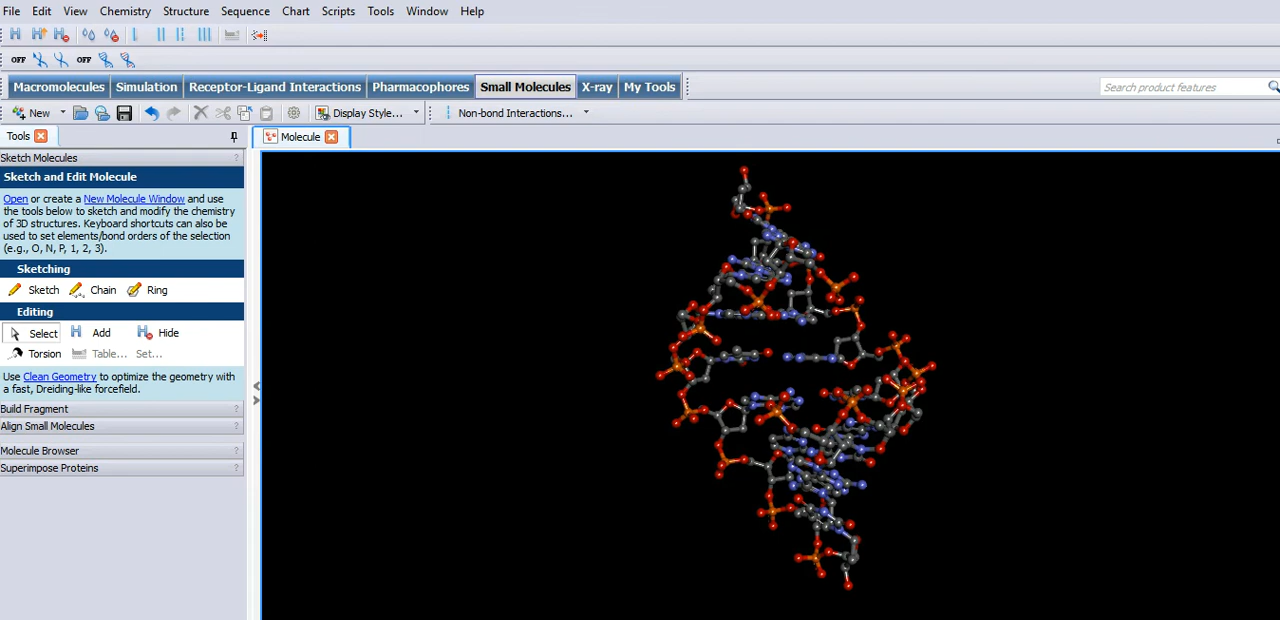 File Edit View Chemistry Structure Sequence Chart Scripts Tools Window Help
OFF OFF
Macromolecules Simulation Receptor-Ligand Interactions Pharmacophores Small Molecules X-ray My Tools Search product features
New Display Style... Non-bond Interactions...
Tools Molecule
Sketch Molecules ?
Sketch and Edit Molecule
Open or create a New Molecule Window and use
the tools below to sketch and modify the chemistry
of 3D structures. Keyboard shortcuts can also be
used to set elements/bond orders of the selection
(e.g., O, N, P, 1, 2, 3).
Sketching
Sketch Chain Ring
Editing
Select Add Hide
Torsion Table... Set...
Use Clean Geometry to optimize the geometry with
a fast, Dreiding-like forcefield.
Build Fragment ?
Align Small Molecules ?
Molecule Browser ?
Superimpose Proteins ?